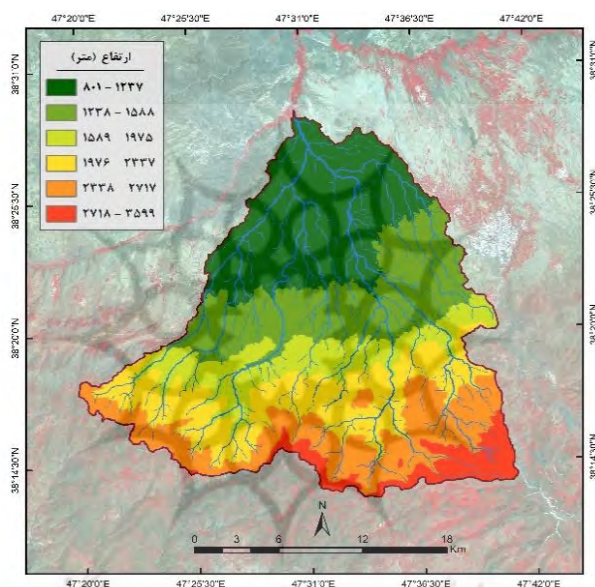 47°20'0"E 47°25'30"E 47°31'0"E 47°36'30"E 47°42'0"E
ارتفاع (متر)
۸۰۱ - ۱۲۳۷
۱۲۳۸ - ۱۵۸۸
۱۵۸۹ ۱۹۷۵
۱۹۷۶ ۲۳۳۷
۲۳۳۸ ۲۷۱۷
۲۷۱۸ - ۳۵۹۹
38°31'0"N
38°25'30"N
38°20'0"N
38°14'30"N
N
0 3 6 12 18
Km
47°20'0"E 47°25'30"E 47°31'0"E 47°36'30"E 47°42'0"E